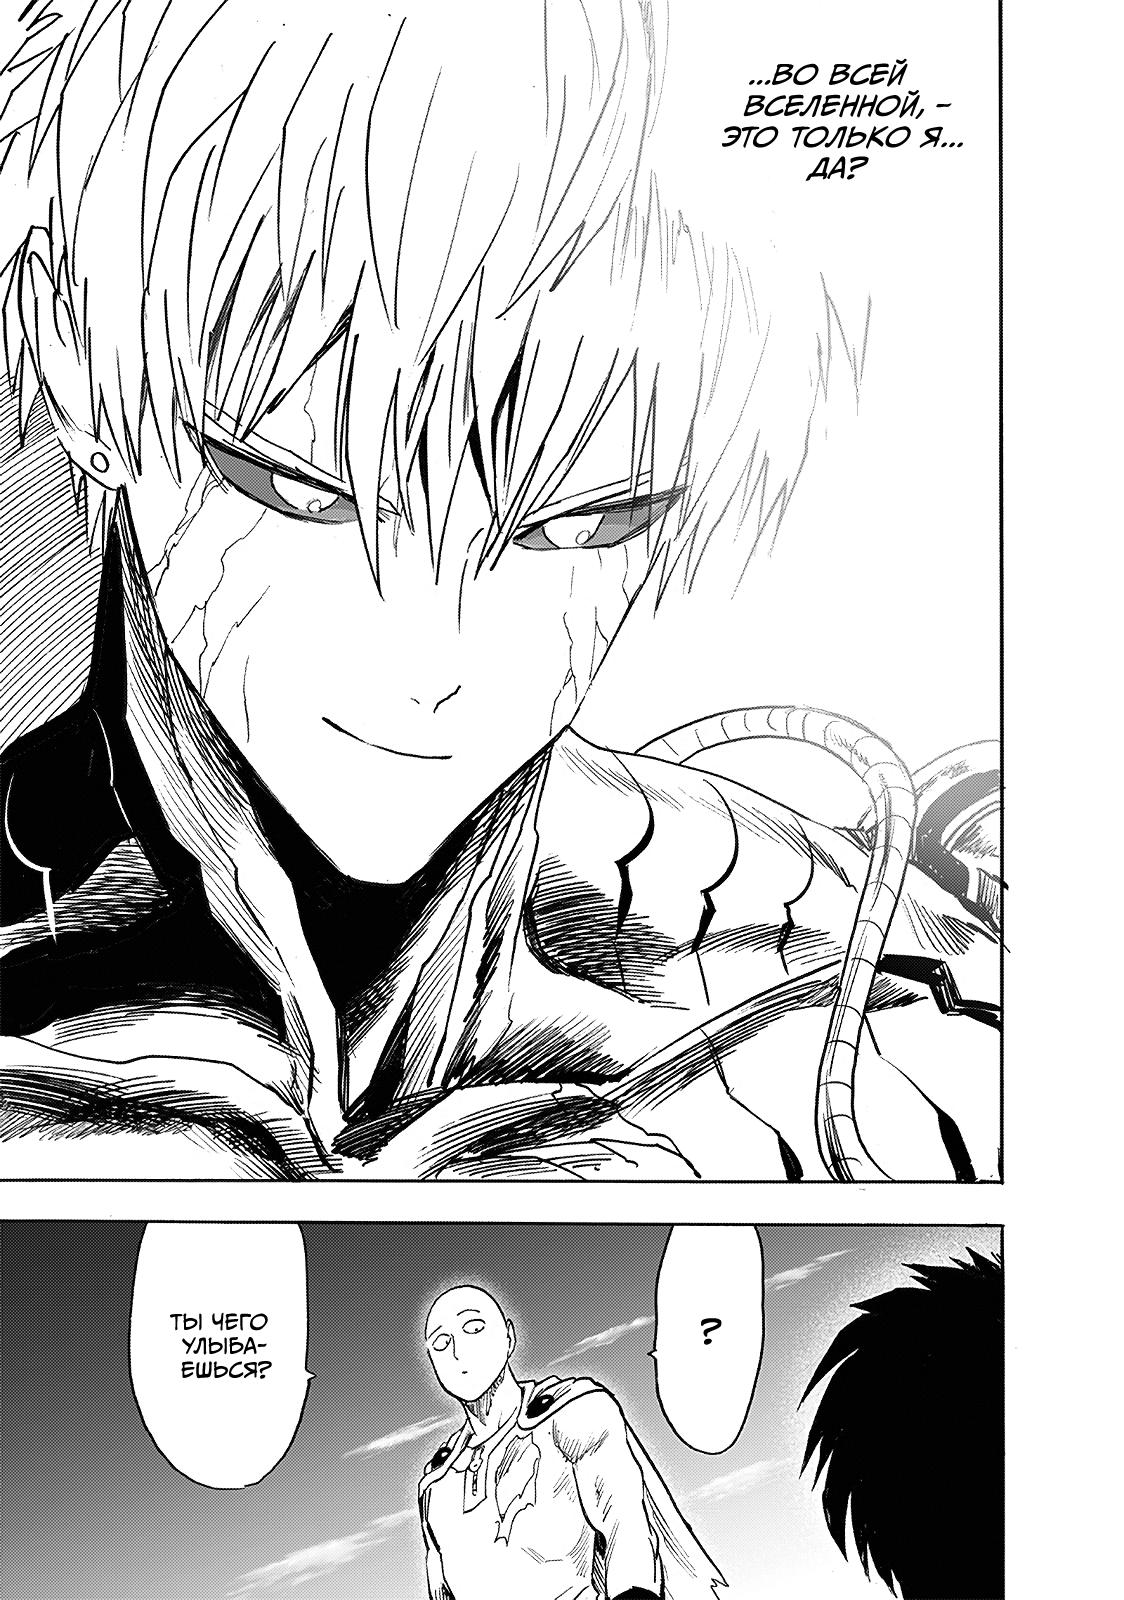 ...ВО ВСЕЙ
ВСЕЛЕННОЙ, –
ЭТО ТОЛЬКО Я...
ДА?
?
ТЫ ЧЕГО
УЛЫБА-
ЕШЬСЯ?